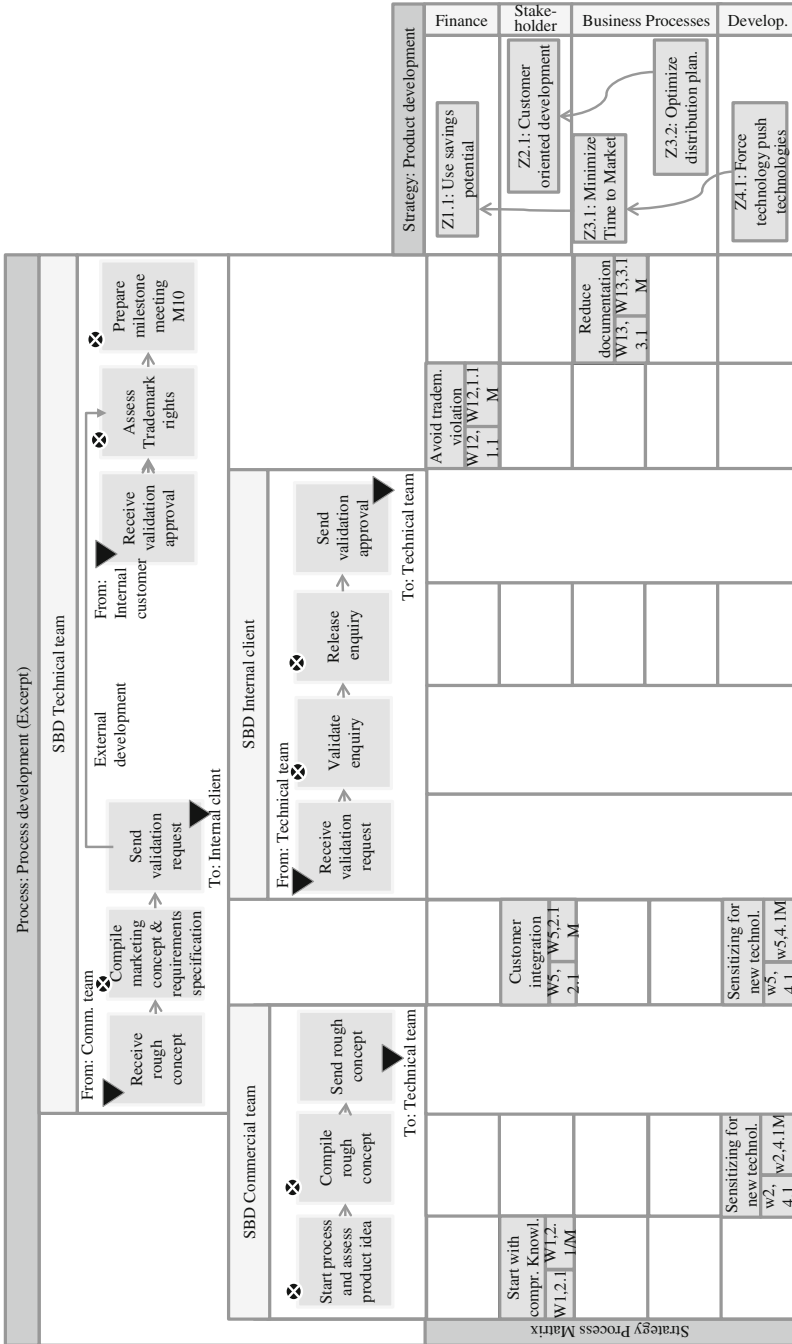 Process: Process development (Excerpt)
SBD Technical team
From: Comm. team
Receive
rough
concept
Compile
marketing
concept &
requirements
specification
Send
validation
request
To: Internal client
External
development
From:
Internal
customer
Receive
validation
approval
Assess
Trademark
rights
Prepare
milestone
meeting
M10
SBD Commercial team
Start process
and assess
product idea
Compile
rough
concept
Send rough
concept
To: Technical team
SBD Internal client
From: Technical team
Receive
validation
request
Validate
enquiry
Release
enquiry
Send
validation
approval
To: Technical team
Strategy: Product development
Strategy Process Matrix
Avoid tradem.
violation
W12,
1.1
W12,1.1
M
Z1.1: Use savings
potential
Finance
Start with
compr. Knowl.
W1,2.1
W1,2.
1/M
Customer
integration
W5,
2.1
W5,2.1
M
Z2.1: Customer
oriented development
Stake-
holder
Reduce
documentation
W13,
3.1
W13,3.1
M
Z3.1: Minimize
Time to Market
Z3.2: Optimize
distribution plan.
Business Processes
Sensitizing for
new technol.
w2,
4.1
w2,4.1M
Sensitizing for
new technol.
w5,
4.1
w5,4.1M
Z4.1: Force
technology push
technologies
Develop.